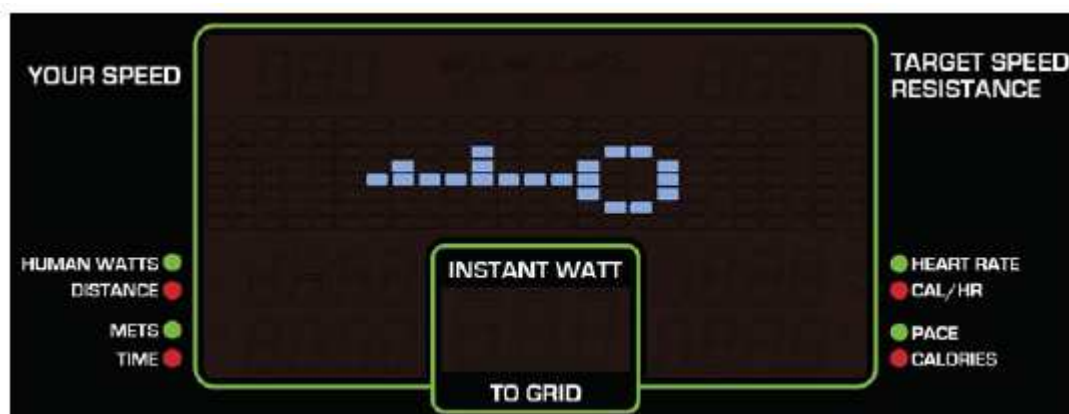 YOUR SPEED
TARGET SPEED
RESISTANCE
HUMAN WATTS
DISTANCE
METS
TIME
INSTANT WATT
TO GRID
HEART RATE
CAL/HR
PACE
CALORIES